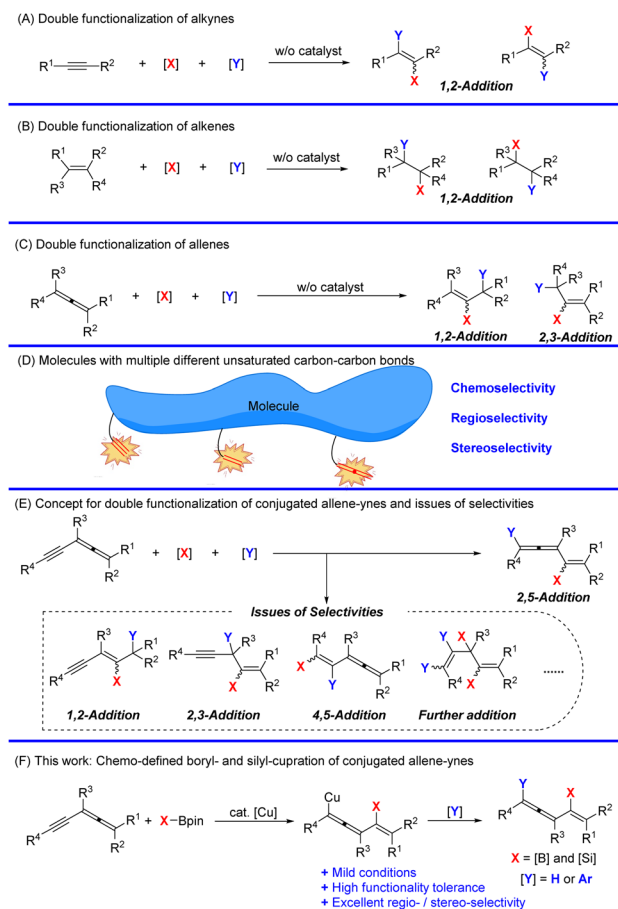 (A) Double functionalization of alkynes
R1 R2 + [X] + [Y] w/o catalyst Y R1 R2 X X R1 R2 Y
1,2-Addition
(B) Double functionalization of alkenes
R1 R2 R3 R4 + [X] + [Y] w/o catalyst R3 Y R1 R2 R4 X R3 X R1 R2 R4 Y
1,2-Addition
(C) Double functionalization of allenes
R3 R4 R1 R2 + [X] + [Y] w/o catalyst R3 Y R4 R1 R2 X R4 R3 Y R1 X R2
1,2-Addition 2,3-Addition
(D) Molecules with multiple different unsaturated carbon-carbon bonds
Molecule
Chemoselectivity
Regioselectivity
Stereoselectivity
(E) Concept for double functionalization of conjugated allene-ynes and issues of selectivities
R3 R4 R1 R2 + [X] + [Y] Y R4 R3 R1 X R2
2,5-Addition
Issues of Selectivities
R3 Y R1 R4 R2 X
Y R3 R1 R4 X R2
R4 R3 X Y R1 R2
Y X R3 R1 Y R4 X R2
......
1,2-Addition 2,3-Addition 4,5-Addition Further addition
(F) This work: Chemo-defined boryl- and silyl-cupration of conjugated allene-ynes
R3 R4 R1 R2 + X–Bpin cat. [Cu] Cu R4 X R2 R3 R1 [Y] Y R4 X R2 R3 R1
X = [B] and [Si]
[Y] = H or Ar
+ Mild conditions
+ High functionality tolerance
+ Excellent regio- / stereo-selectivity